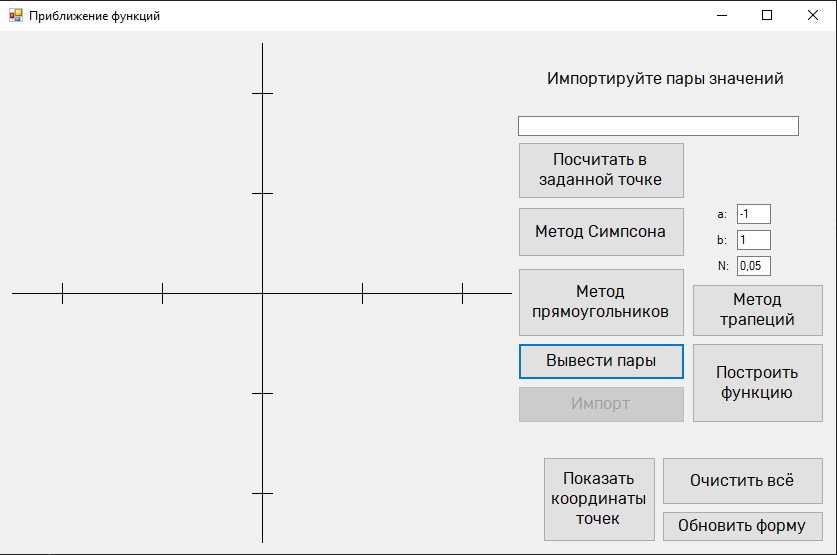 Приближение функций
Импортируйте пары значений
Посчитать в
заданной точке
Метод Симпсона
a: -1
b: 1
N: 0,05
Метод
прямоугольников
Метод
трапеций
Вывести пары
Построить
функцию
Импорт
Показать
координаты
точек
Очистить всё
Обновить форму